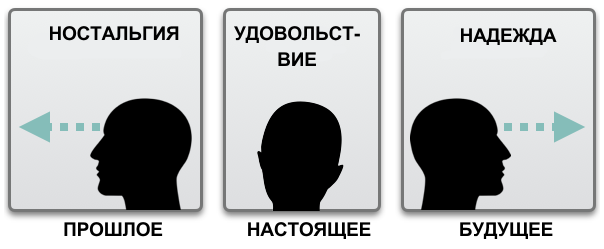 НОСТАЛЬГИЯ
УДОВОЛЬСТ-
ВИЕ
НАДЕЖДА
ПРОШЛОЕ
НАСТОЯЩЕЕ
БУДУЩЕЕ